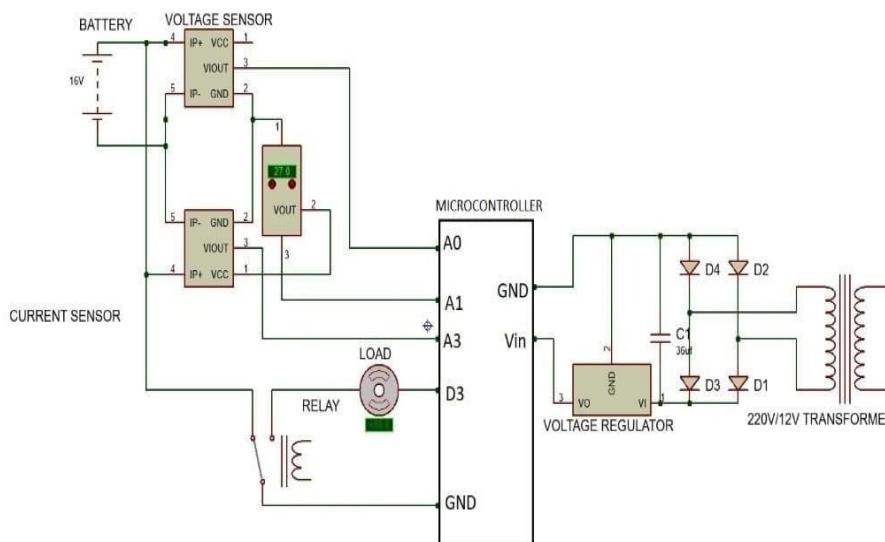 BATTERY
VOLTAGE SENSOR
4 IP+ VCC 1
VIOUT 3
5 IP- GND 2
16V
1
27.0
VOUT 2
3
5 IP- GND 2
VIOUT 3
4 IP+ VCC 1
CURRENT SENSOR
MICROCONTROLLER
A0
A1
A3
D3
GND
GND
Vin
LOAD
RELAY
D4
D2
C1
36uf
D3
D1
2
GND
3 VO VI 1
VOLTAGE REGULATOR
220V/12V TRANSFORME